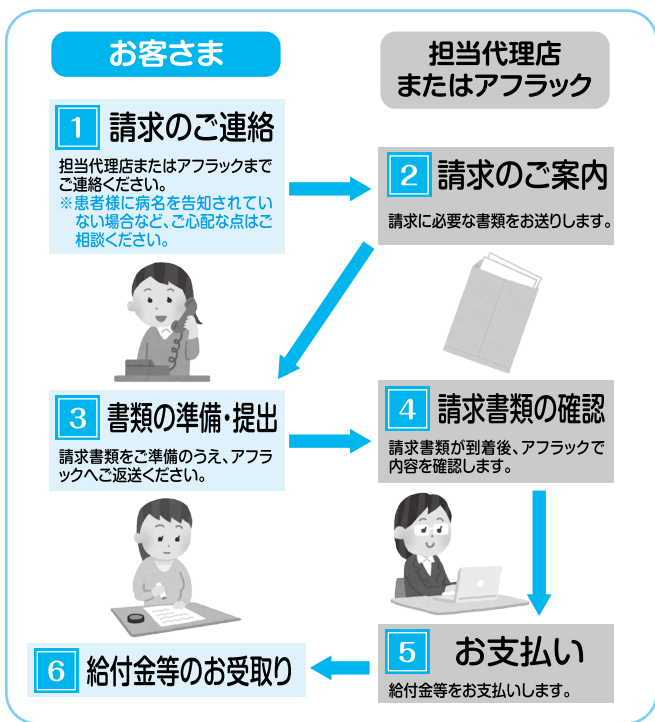 お客さま
担当代理店
またはアフラック
1 請求のご連絡
担当代理店またはアフラックまで
ご連絡ください。
※患者様に病名を告知されてい
ない場合など、ご心配な点はご
相談ください。
2 請求のご案内
請求に必要な書類をお送りします。
3 書類の準備・提出
請求書類をご準備のうえ、アフラ
ックへご返送ください。
4 請求書類の確認
請求書類が到着後、アフラックで
内容を確認します。
5 お支払い
給付金等をお支払いします。
6 給付金等のお受取り